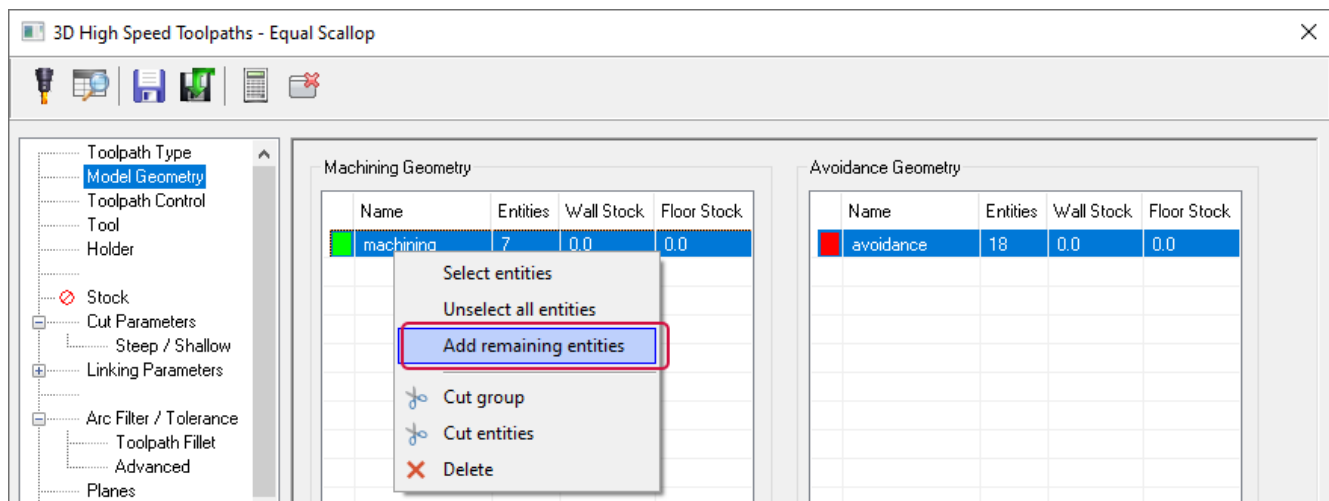 3D High Speed Toolpaths - Equal Scallop
Toolpath Type
Model Geometry
Toolpath Control
Tool
Holder
Stock
Cut Parameters
Steep / Shallow
Linking Parameters
Arc Filter / Tolerance
Toolpath Fillet
Advanced
Planes
Machining Geometry
Name Entities Wall Stock Floor Stock
machining 7 0.0 0.0
Select entities
Unselect all entities
Add remaining entities
Cut group
Cut entities
Delete
Avoidance Geometry
Name Entities Wall Stock Floor Stock
avoidance 18 0.0 0.0